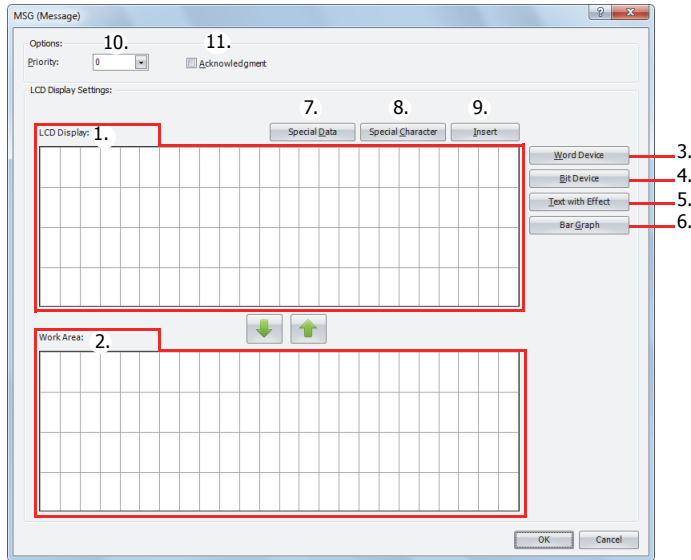 MSG (Message)
Options:
10.
11.
Priority:
0
Acknowledgment
LCD Display Settings:
7.
8.
9.
LCD Display:
1.
Special Data
Special Character
Insert
Word Device
3.
Bit Device
4.
Text with Effect
5.
Bar Graph
6.
Work Area:
2.
OK
Cancel